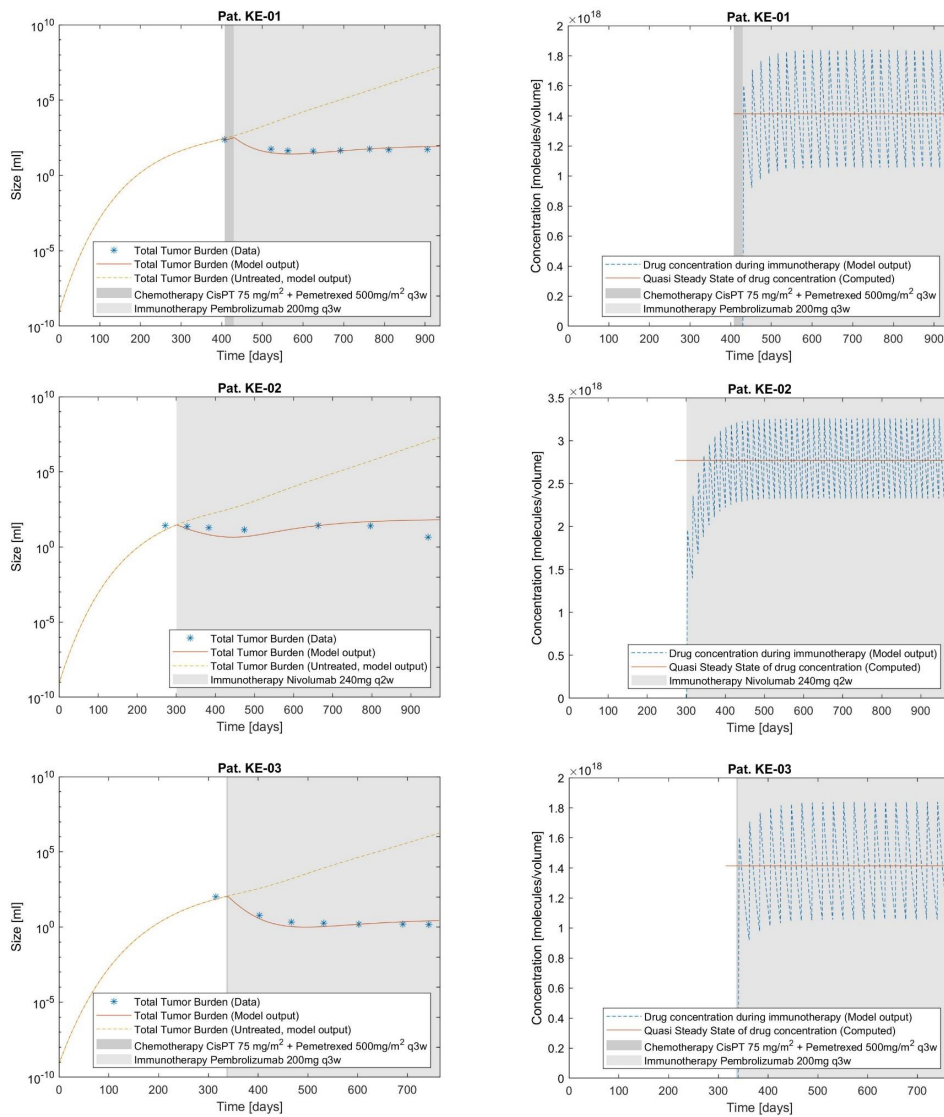 Pat. KE-01
10^10
10^5
10^0
10^-5
10^-10
Size [ml]
Total Tumor Burden (Data)
Total Tumor Burden (Model output)
Total Tumor Burden (Untreated, model output)
Chemotherapy CisPT 75 mg/m^2 + Pemetrexed 500mg/m^2 q3w
Immunotherapy Pembrolizumab 200mg q3w
0 100 200 300 400 500 600 700 800 900
Time [days]
Pat. KE-01
×10^18
2
1.8
1.6
1.4
1.2
1
0.8
0.6
0.4
0.2
0
Concentration [molecules/volume]
Drug concentration during immunotherapy (Model output)
Quasi Steady State of drug concentration (Computed)
Chemotherapy CisPT 75 mg/m^2 + Pemetrexed 500mg/m^2 q3w
Immunotherapy Pembrolizumab 200mg q3w
0 100 200 300 400 500 600 700 800 900
Time [days]
Pat. KE-02
10^10
10^5
10^0
10^-5
10^-10
Size [ml]
Total Tumor Burden (Data)
Total Tumor Burden (Model output)
Total Tumor Burden (Untreated, model output)
Immunotherapy Nivolumab 240mg q2w
0 100 200 300 400 500 600 700 800 900
Time [days]
Pat. KE-02
×10^18
3.5
3
2.5
2
1.5
1
0.5
0
Concentration [molecules/volume]
Drug concentration during immunotherapy (Model output)
Quasi Steady State of drug concentration (Computed)
Immunotherapy Nivolumab 240mg q2w
0 100 200 300 400 500 600 700 800 900
Time [days]
Pat. KE-03
10^10
10^5
10^0
10^-5
10^-10
Size [ml]
Total Tumor Burden (Data)
Total Tumor Burden (Model output)
Total Tumor Burden (Untreated, model output)
Chemotherapy CisPT 75 mg/m^2 + Pemetrexed 500mg/m^2 q3w
Immunotherapy Pembrolizumab 200mg q3w
0 100 200 300 400 500 600 700
Time [days]
Pat. KE-03
×10^18
2
1.8
1.6
1.4
1.2
1
0.8
0.6
0.4
0.2
0
Concentration [molecules/volume]
Drug concentration during immunotherapy (Model output)
Quasi Steady State of drug concentration (Computed)
Chemotherapy CisPT 75 mg/m^2 + Pemetrexed 500mg/m^2 q3w
Immunotherapy Pembrolizumab 200mg q3w
0 100 200 300 400 500 600 700
Time [days]